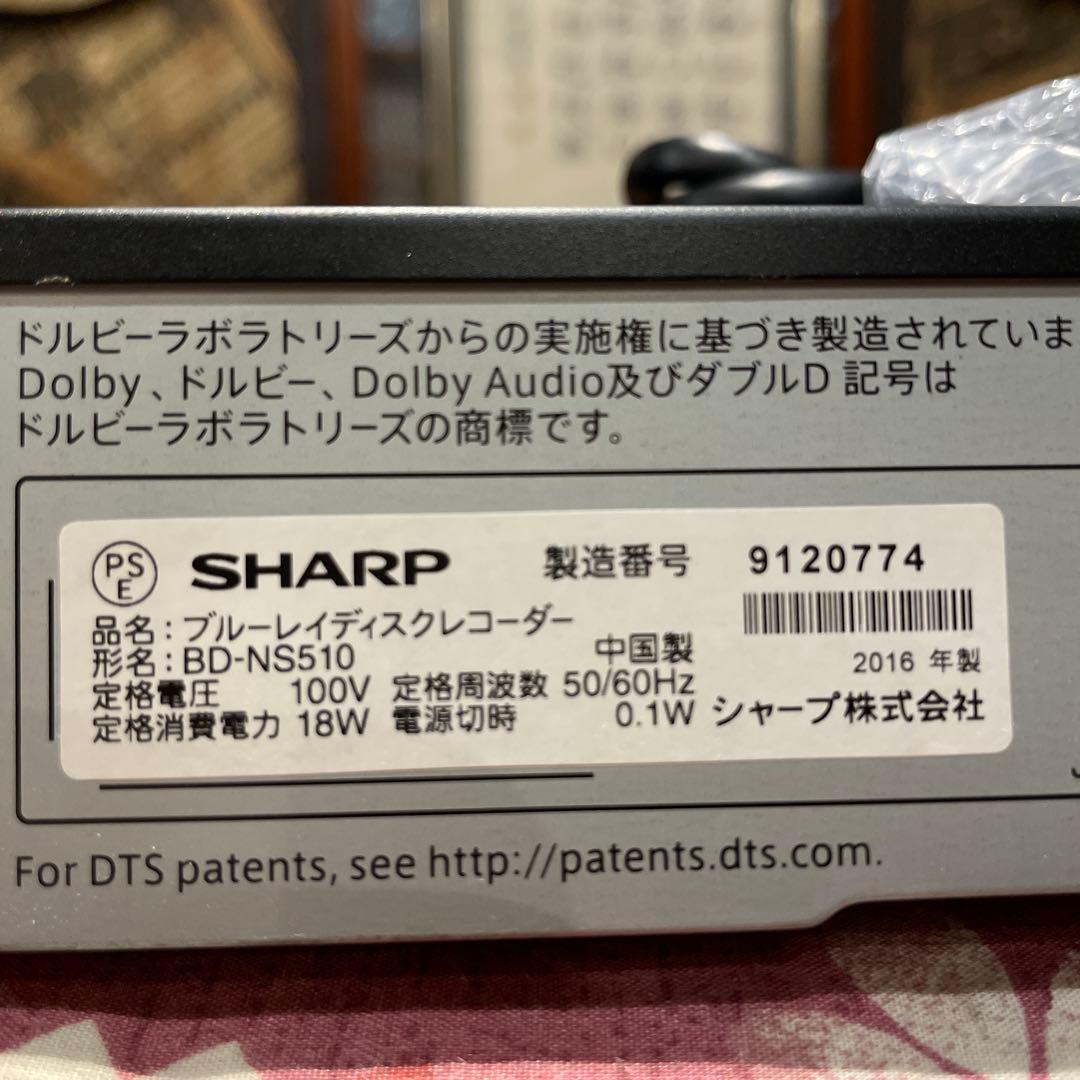 ドルビーラボラトリーズからの実施権に基づき製造されていま
Dolby、ドルビー、Dolby Audio及びダブルD 記号は
ドルビーラボラトリーズの商標です。
PS E SHARP 製造番号 9120774
品名:ブルーレイディスクレコーダー
形名:BD-NS510 中国製 2016 年製
定格電圧 100V 定格周波数 50/60Hz
定格消費電力 18W 電源切時 0.1W シャープ株式会社
For DTS patents, see http://patents.dts.com.